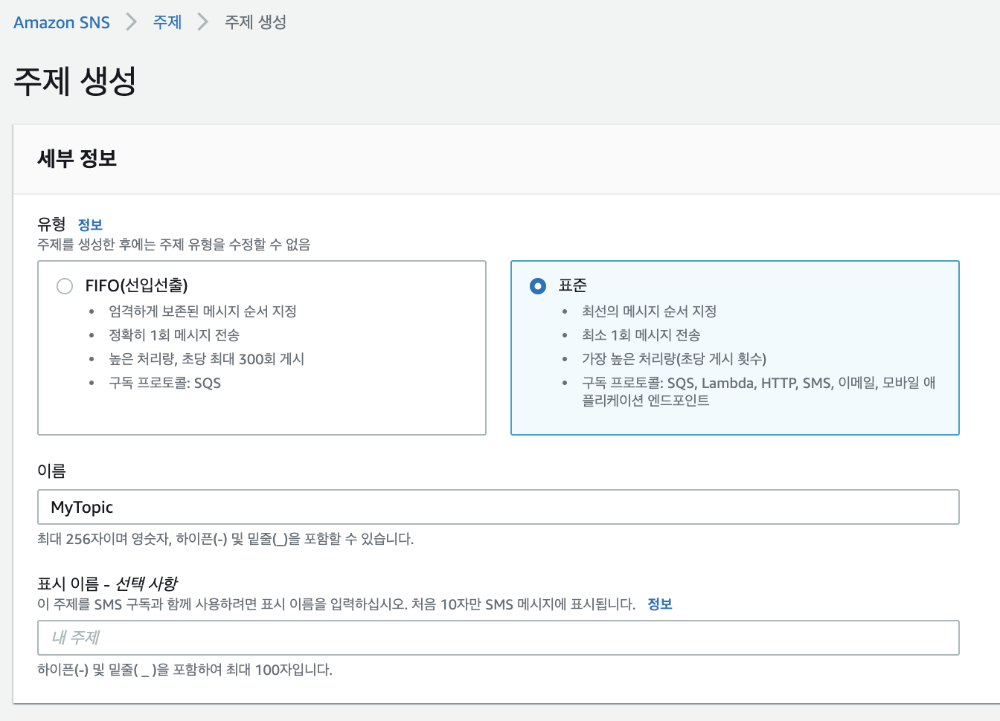 Amazon SNS > 주제 > 주제 생성
주제 생성
세부 정보
유형 정보
주제를 생성한 후에는 주제 유형을 수정할 수 없음
FIFO(선입선출)
• 엄격하게 보존된 메시지 순서 지정
• 정확히 1회 메시지 전송
• 높은 처리량, 초당 최대 300회 게시
• 구독 프로토콜: SQS
표준
• 최선의 메시지 순서 지정
• 최소 1회 메시지 전송
• 가장 높은 처리량(초당 게시 횟수)
• 구독 프로토콜: SQS, Lambda, HTTP, SMS, 이메일, 모바일 애
플리케이션 엔드포인트
이름
MyTopic
최대 256자이며 영숫자, 하이픈(-) 및 밑줄(_)을 포함할 수 있습니다.
표시 이름 - 선택 사항
이 주제를 SMS 구독과 함께 사용하려면 표시 이름을 입력하십시오. 처음 10자만 SMS 메시지에 표시됩니다. 정보
내 주제
하이픈(-) 및 밑줄( _ )을 포함하여 최대 100자입니다.